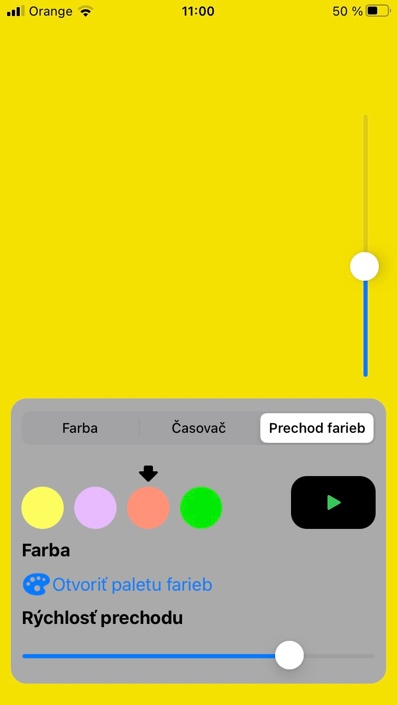 Orange 11:00 50 %
Farba Časovač Prechod farieb
Farba
Otvoriť paletu farieb
Rýchlosť prechodu